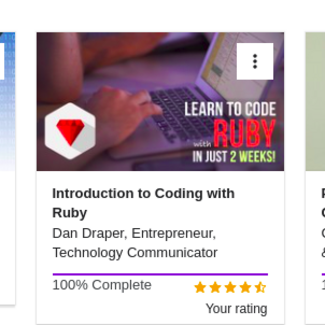 LEARN TO CODE
with RUBY
IN JUST 2 WEEKS!
Introduction to Coding with
Ruby
Dan Draper, Entrepreneur,
Technology Communicator
100% Complete
Your rating